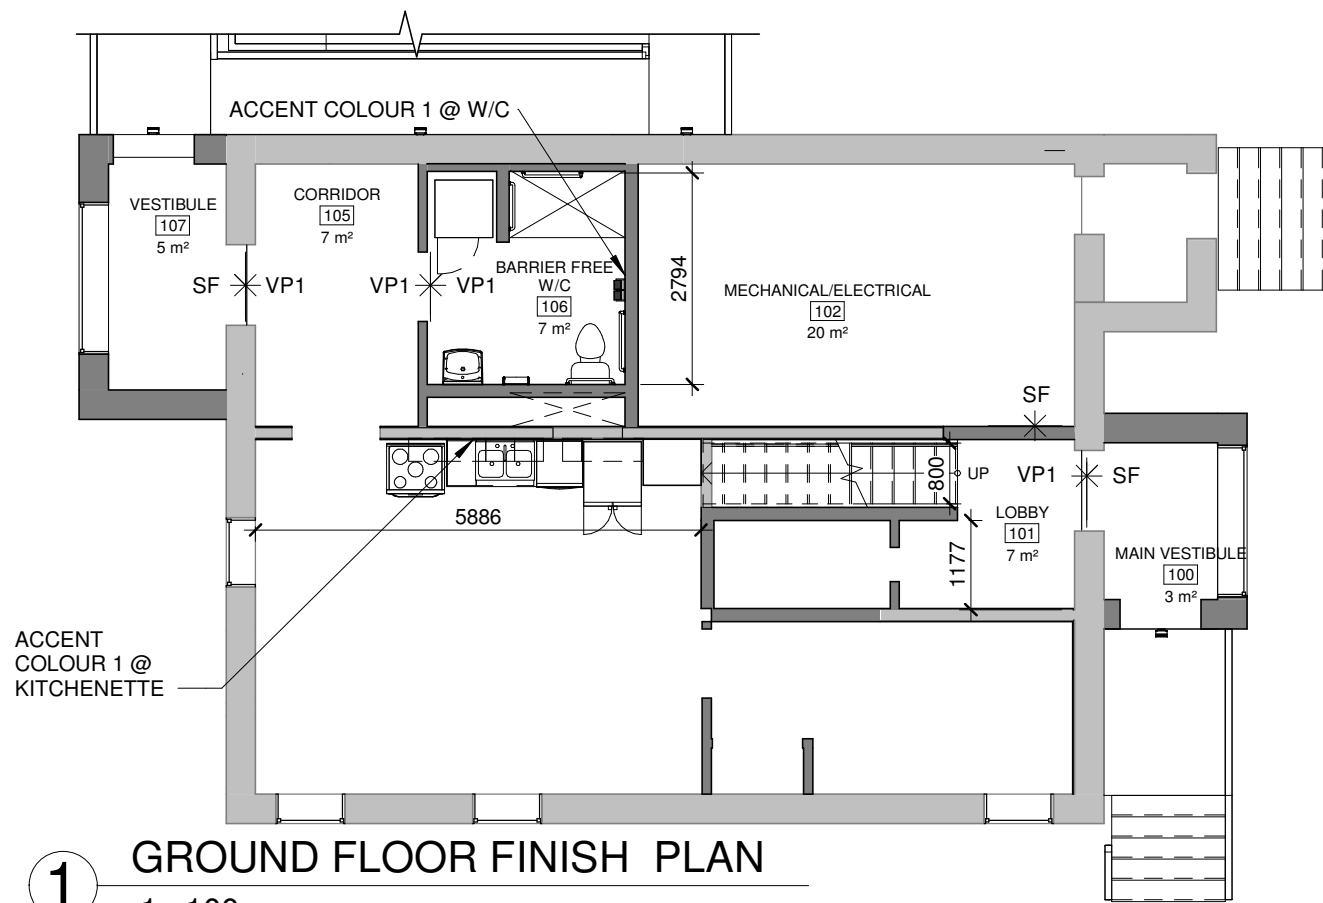 ACCENT COLOUR 1 @ W/C
VESTIBULE
107
5 m²
CORRIDOR
105
7 m²
SF
VP1
VP1
VP1
BARRIER FREE
W/C
106
7 m²
2794
MECHANICAL/ELECTRICAL
102
20 m²
SF
800
UP
VP1
SF
5886
LOBBY
101
7 m²
1177
MAIN VESTIBULE
100
3 m²
ACCENT
COLOUR 1 @
KITCHENETTE
1
GROUND FLOOR FINISH PLAN